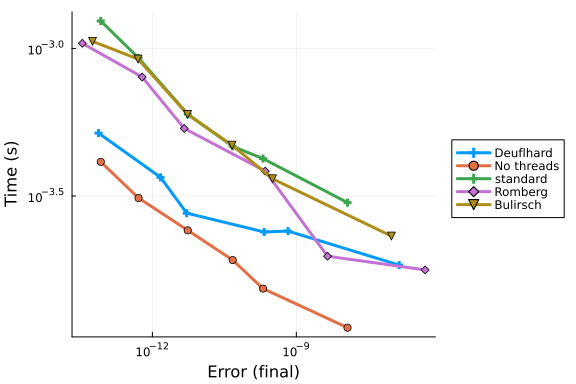 10^-3.0
10^-3.5
Time (s)
10^-12
10^-9
Error (final)
Deuflhard
No threads
standard
Romberg
Bulirsch